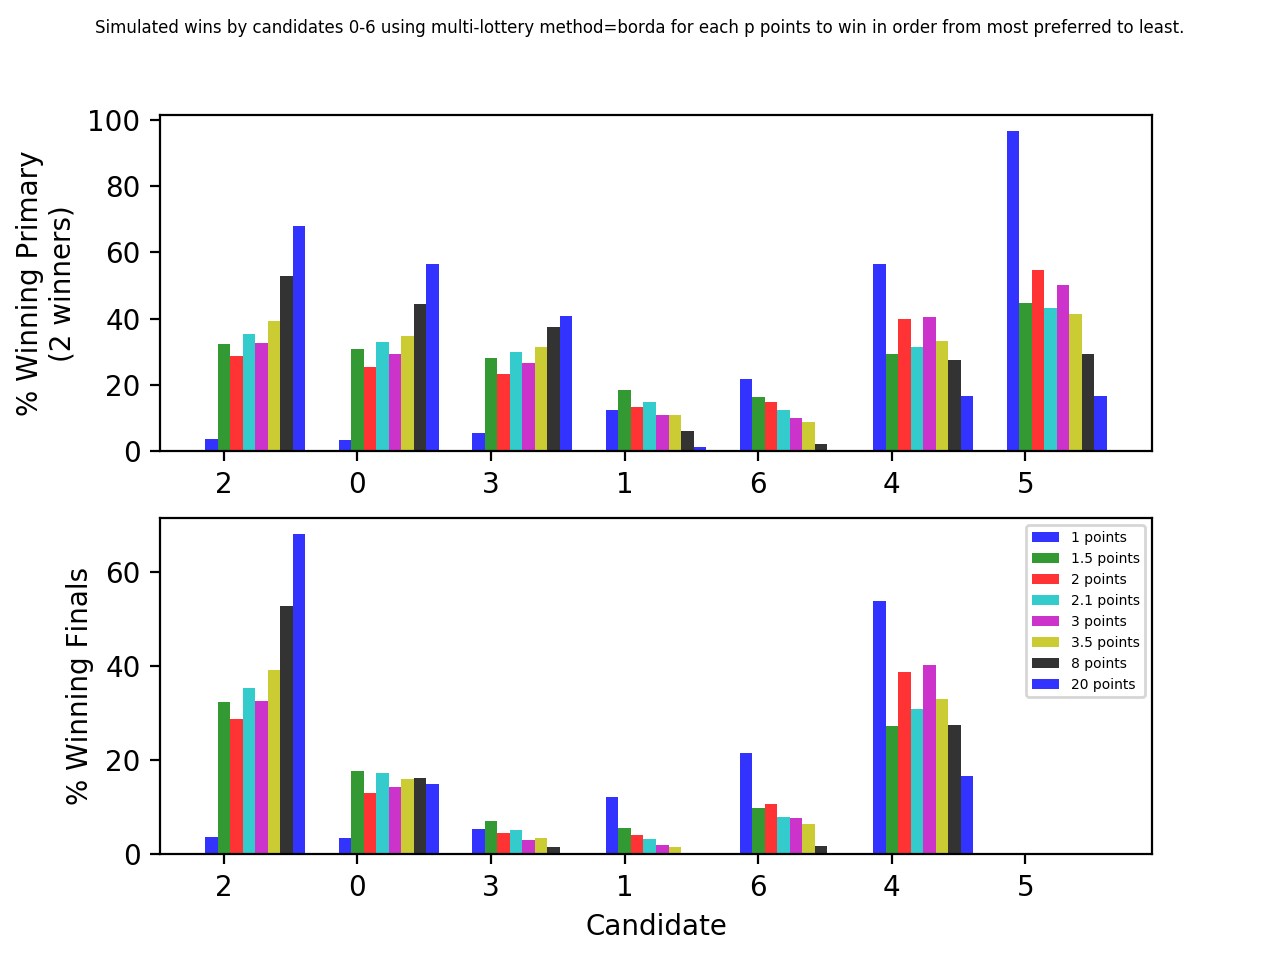 Simulated wins by candidates 0-6 using multi-lottery method=borda for each p points to win in order from most preferred to least.
% Winning Primary
(2 winners)
100
80
60
40
20
0
2 0 3 1 6 4 5
% Winning Finals
60
40
20
0
1 points
1.5 points
2 points
2.1 points
3 points
3.5 points
8 points
20 points
2 0 3 1 6 4 5
Candidate